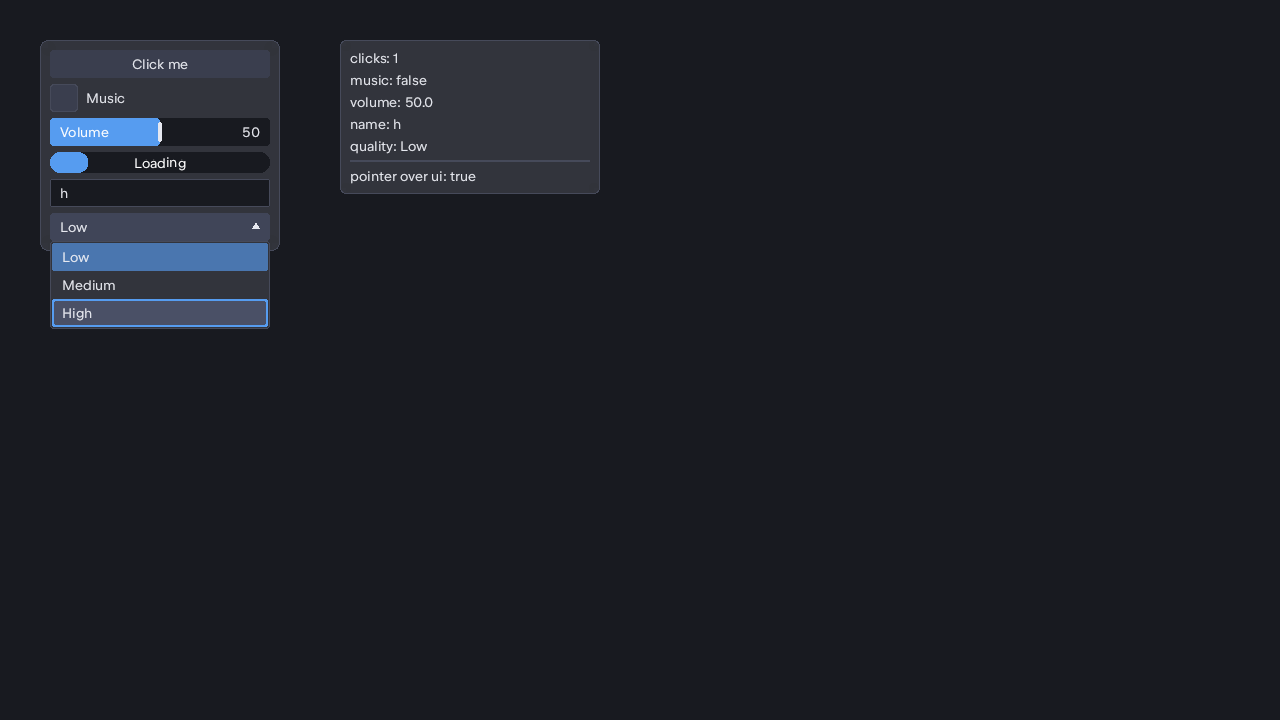 Click me
Music
Volume 50
Loading
h
Low
Low
Medium
High
clicks: 1
music: false
volume: 50.0
name: h
quality: Low
pointer over ui: true